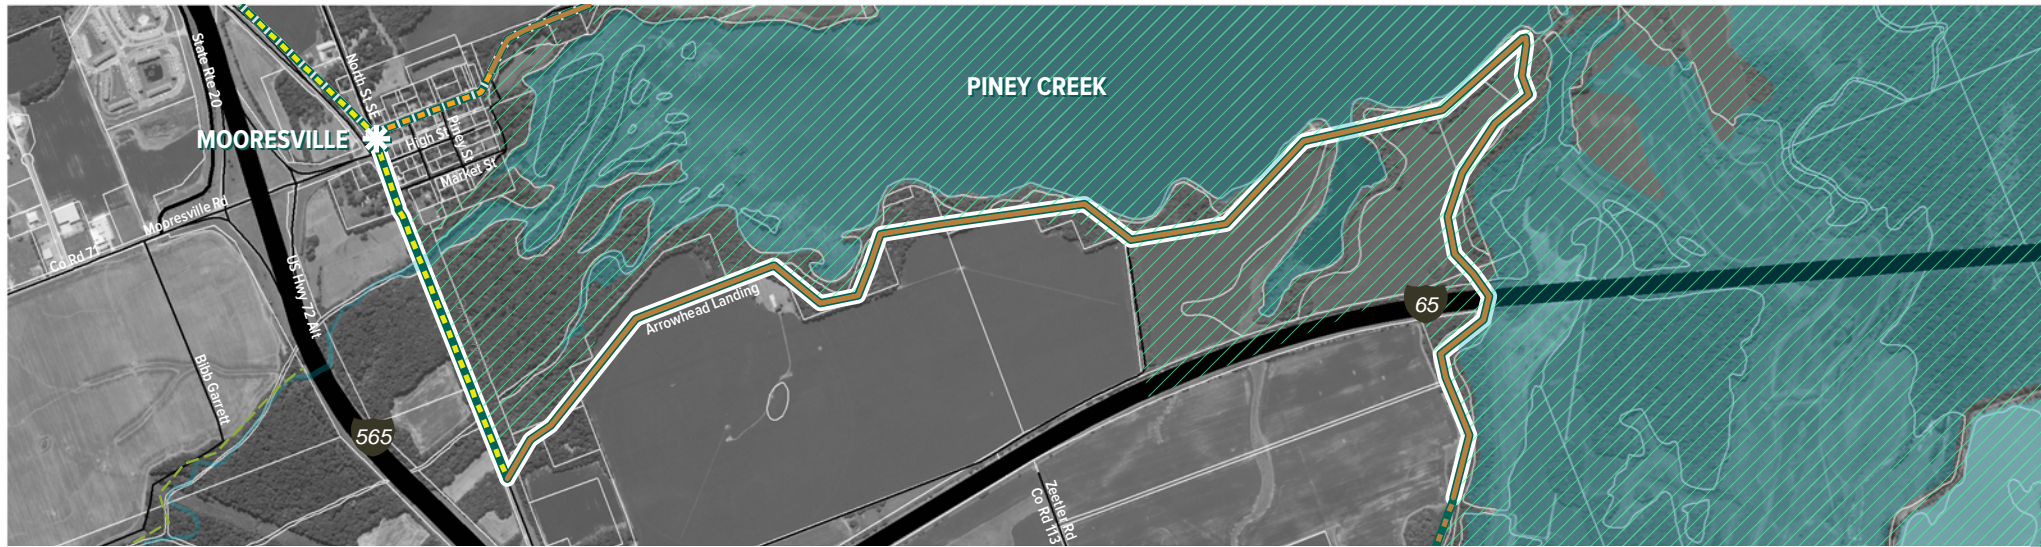 State Rte 20
North St SE
PINEY CREEK
MOORESVILLE
High St
Piney St
Market St
Mooresville Rd
Co Rd 71
US Hwy 72 Alt
Arrowhead Landing
65
Bibb Garrett
565
Zeetler Rd
Co Rd 113